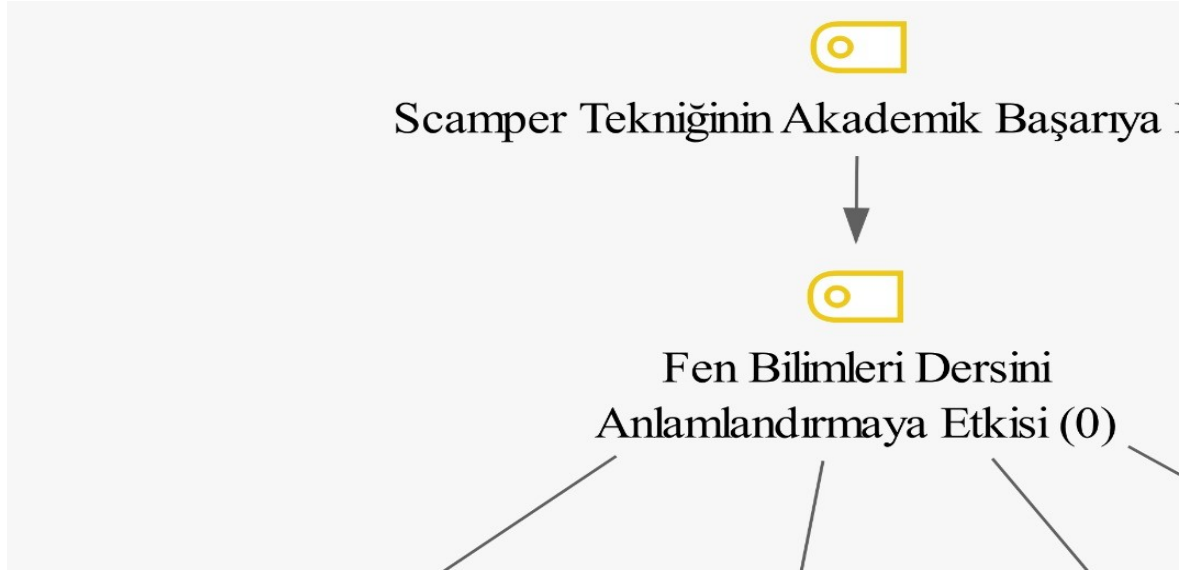 Scamper Tekniğinin Akademik Başarıya
Fen Bilimleri Dersini
Anlamlandırmaya Etkisi (0)